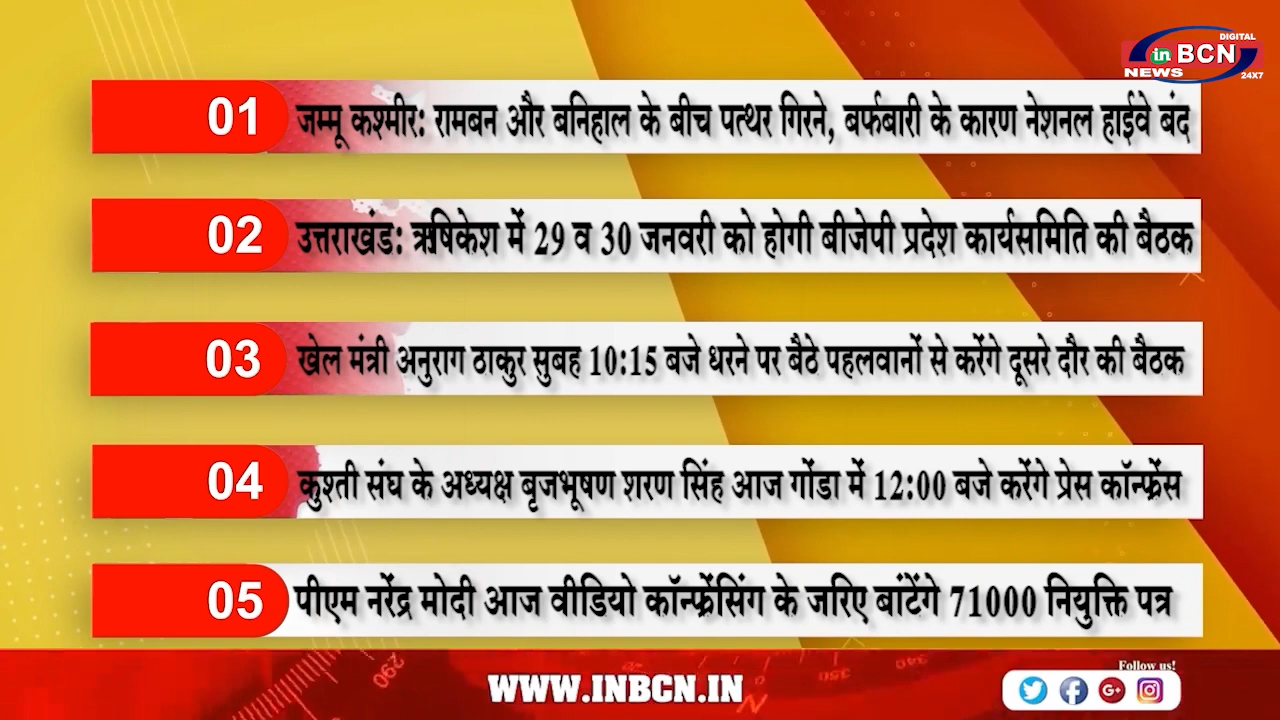 DIGITAL
in BCN
NEWS 24X7
01 जम्मू कश्मीर: रामबन और बनिहाल के बीच पत्थर गिरने, बर्फबारी के कारण नेशनल हाईवे बंद
02 उत्तराखंड: ऋषिकेश में 29 व 30 जनवरी को होगी बीजेपी प्रदेश कार्यसमिति की बैठक
03 खेल मंत्री अनुराग ठाकुर सुबह 10:15 बजे धरने पर बैठे पहलवानों से करेंगे दूसरे दौर की बैठक
04 कुश्ती संघ के अध्यक्ष बृजभूषण शरण सिंह आज गोंडा में 12:00 बजे करेंगे प्रेस कॉन्फ्रेंस
05 पीएम नरेंद्र मोदी आज वीडियो कॉन्फ्रेंसिंग के जरिए बांटेंगे 71000 नियुक्ति पत्र
290
350
340
N
WWW.INBCN.IN
Follow us!
G+